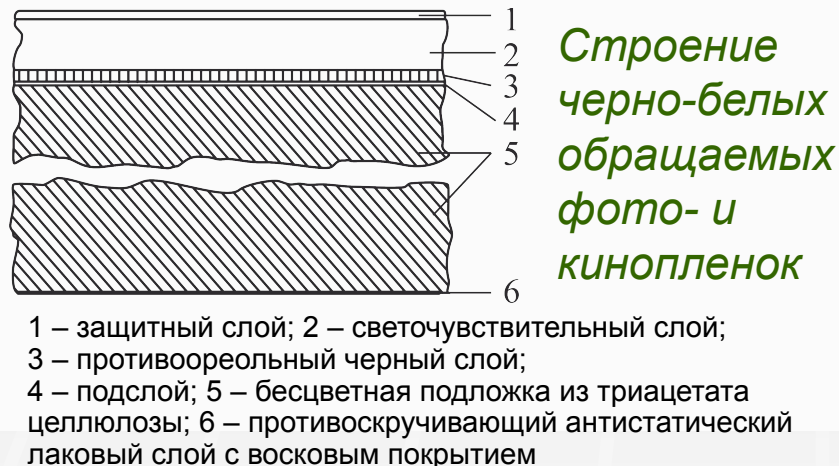 1
2
3
4
5
6
Строение
черно-белых
обращаемых
фото- и
кинопленок
1 – защитный слой; 2 – светочувствительный слой;
3 – противоореольный черный слой;
4 – подслой; 5 – бесцветная подложка из триацетата
целлюлозы; 6 – противоскручивающий антистатический
лаковый слой с восковым покрытием